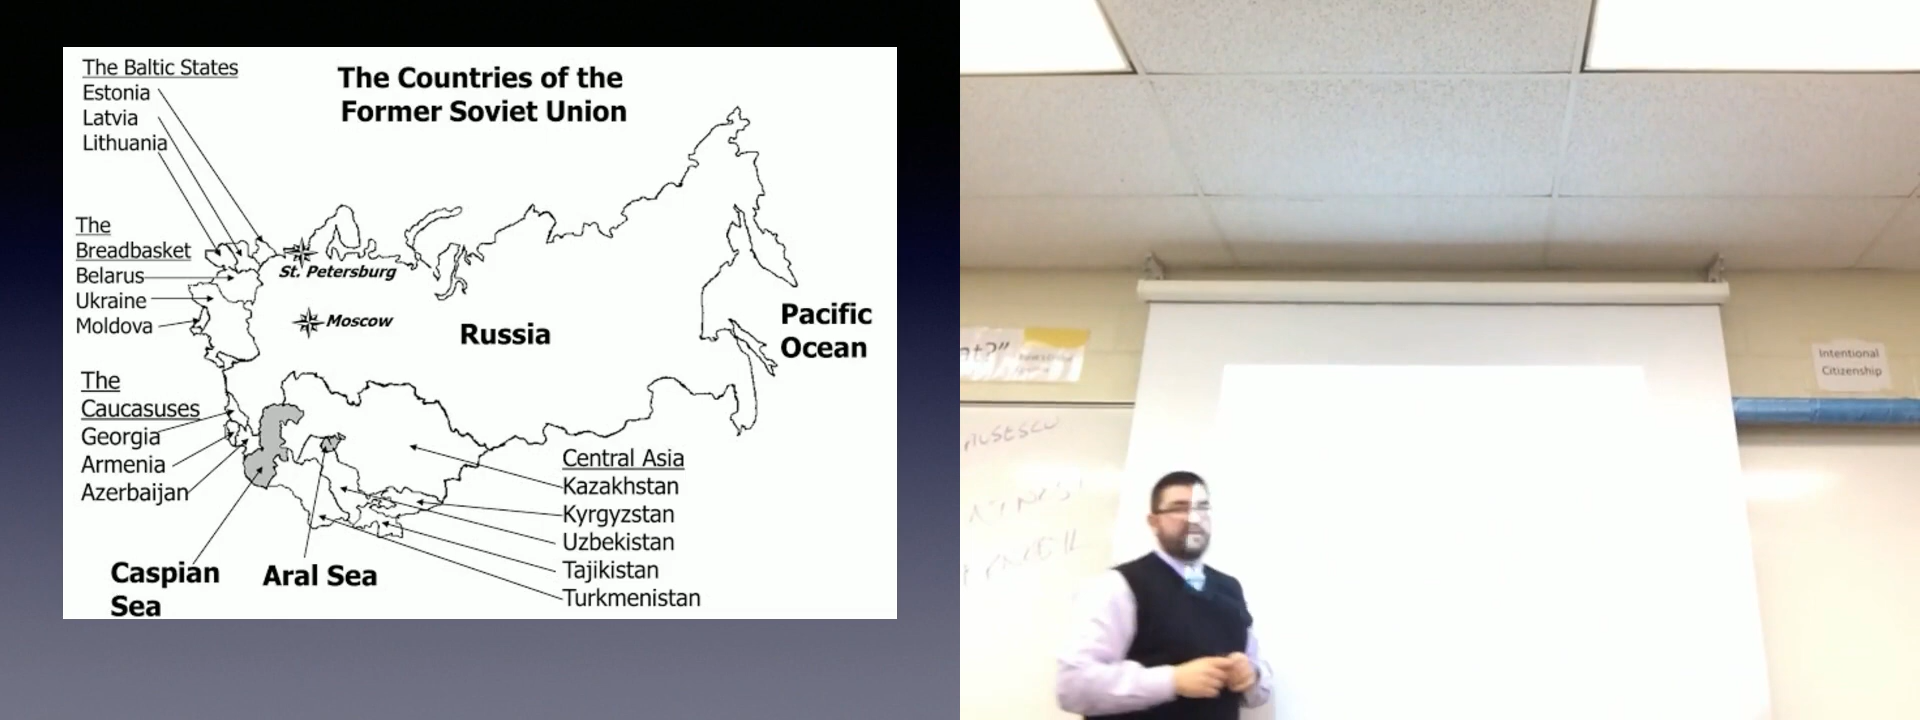 The Countries of the
Former Soviet Union
The Baltic States
Estonia
Latvia
Lithuania
The
Breadbasket
Belarus
Ukraine
Moldova
St. Petersburg
Moscow
Russia
Pacific
Ocean
The
Caucasuses
Georgia
Armenia
Azerbaijan
Central Asia
Kazakhstan
Kyrgyzstan
Uzbekistan
Tajikistan
Turkmenistan
Caspian
Sea
Aral Sea
Intentional
Citizenship